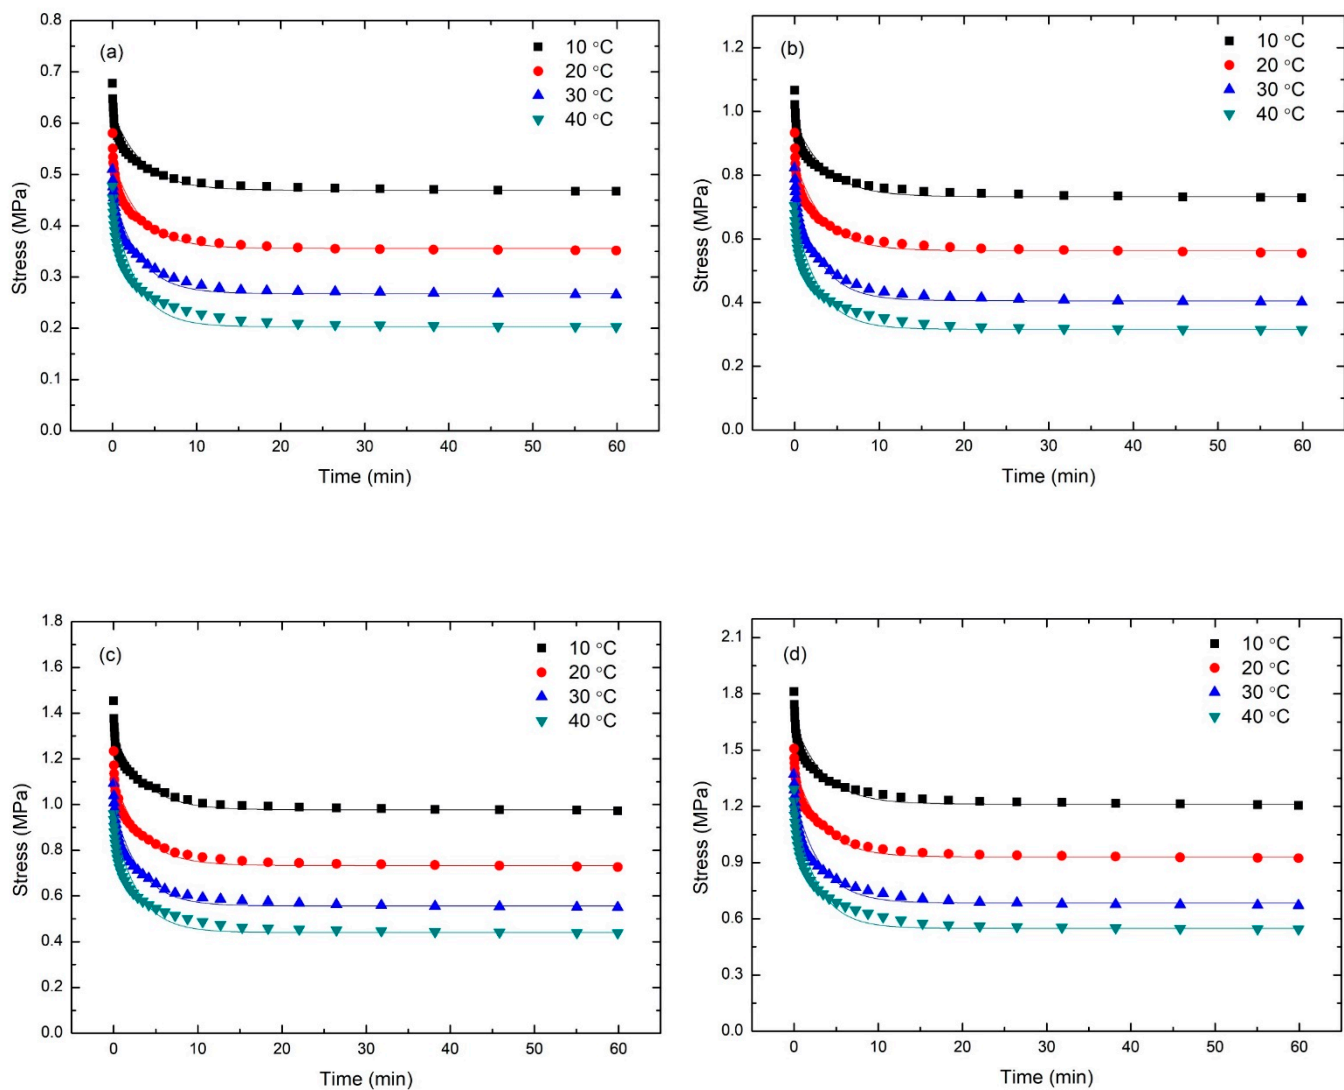 (a)
10 °C
20 °C
30 °C
40 °C
0.8
0.7
0.6
0.5
0.4
0.3
0.2
0.1
0.0
Stress (MPa)
0 10 20 30 40 50 60
Time (min)
(b)
10 °C
20 °C
30 °C
40 °C
1.2
1.0
0.8
0.6
0.4
0.2
0.0
Stress (MPa)
0 10 20 30 40 50 60
Time (min)
(c)
10 °C
20 °C
30 °C
40 °C
1.8
1.6
1.4
1.2
1.0
0.8
0.6
0.4
0.2
0.0
Stress (MPa)
0 10 20 30 40 50 60
Time (min)
(d)
10 °C
20 °C
30 °C
40 °C
2.1
1.8
1.5
1.2
0.9
0.6
0.3
0.0
Stress (MPa)
0 10 20 30 40 50 60
Time (min)